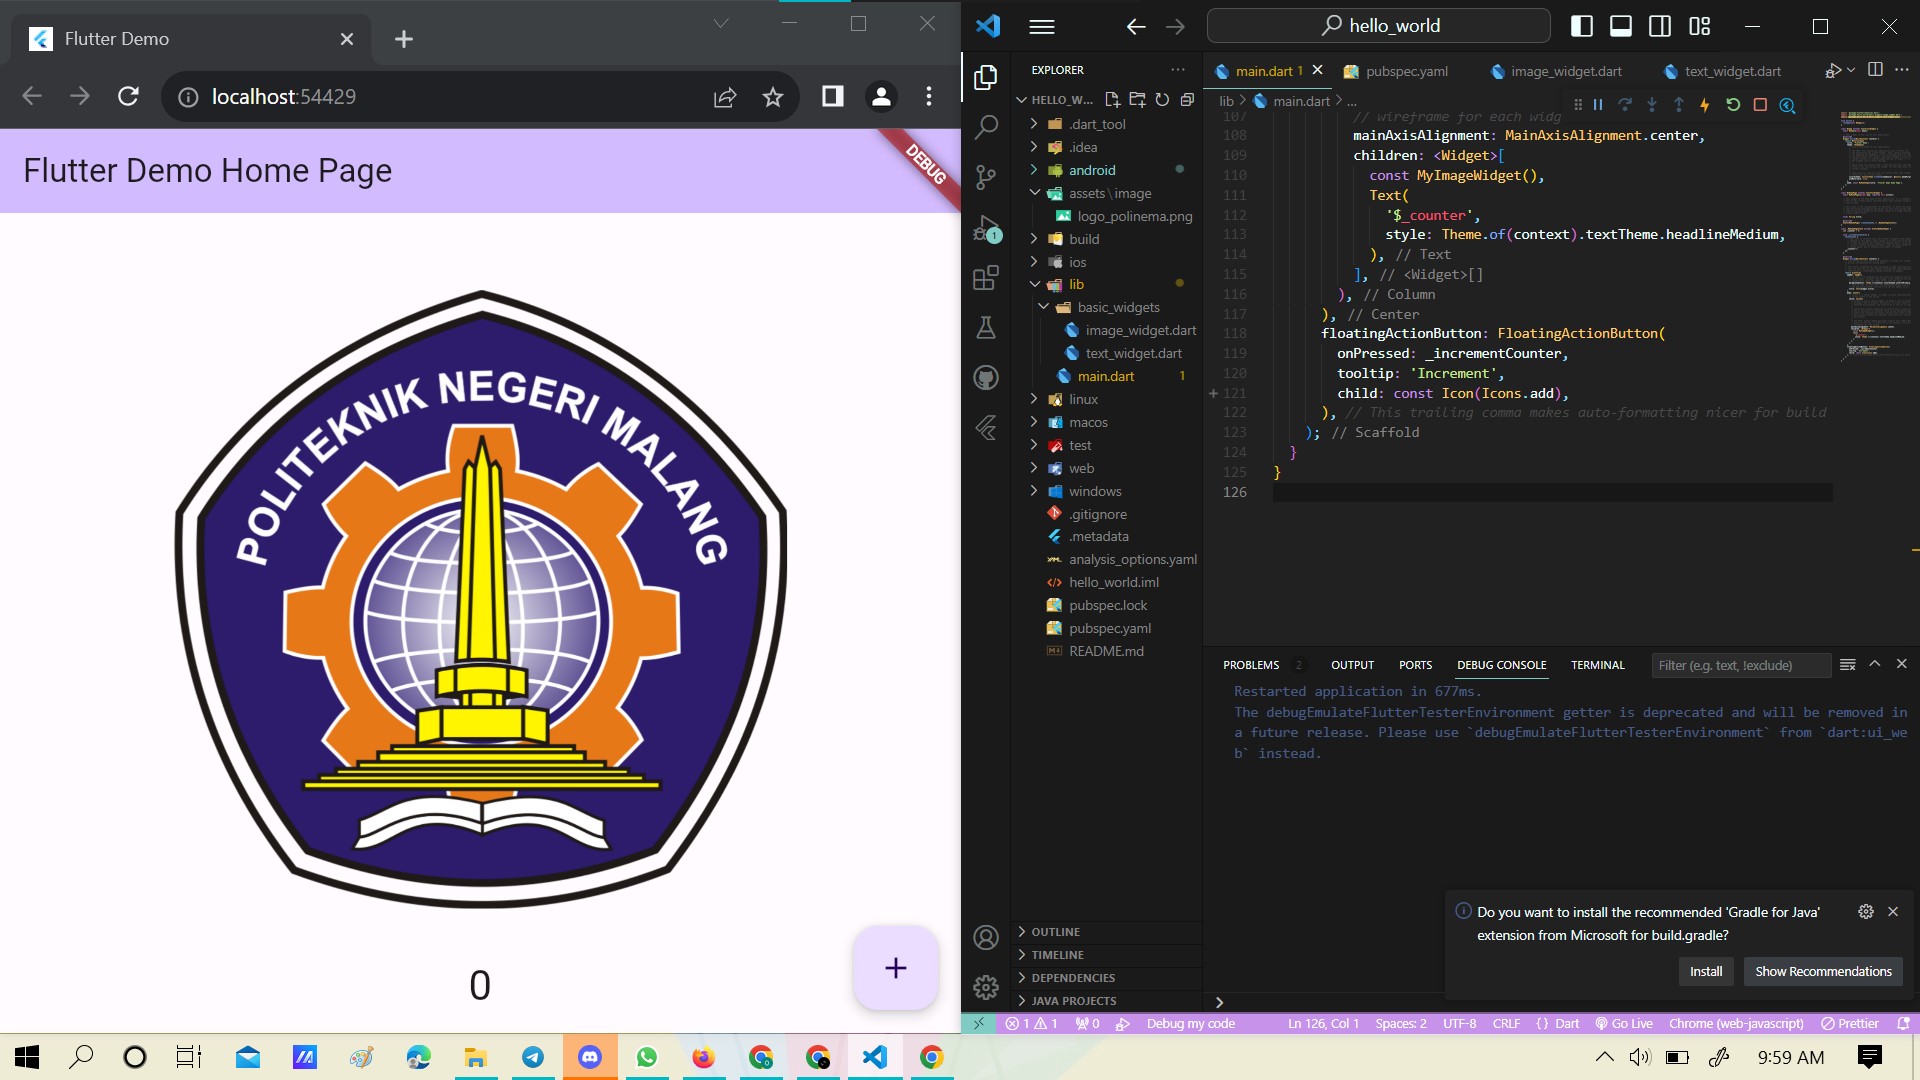 Flutter Demo
localhost:54429
Flutter Demo Home Page
DEBUG
POLITEKNIK NEGERI MALANG
0
hello_world
EXPLORER
HELLO_W...
.dart_tool
.idea
android
assets\image
logo_polinema.png
build
ios
lib
basic_widgets
image_widget.dart
text_widget.dart
main.dart 1
linux
macos
test
web
windows
.gitignore
.metadata
analysis_options.yaml
hello_world.iml
pubspec.lock
pubspec.yaml
README.md
OUTLINE
TIMELINE
DEPENDENCIES
JAVA PROJECTS
main.dart 1
pubspec.yaml
image_widget.dart
text_widget.dart
lib > main.dart > ...
107 // wireframe for each widg
108 mainAxisAlignment: MainAxisAlignment.center,
109 children: <Widget>[
110 const MyImageWidget(),
111 Text(
112 '$_counter',
113 style: Theme.of(context).textTheme.headlineMedium,
114 ), // Text
115 ], // <Widget>[]
116 ), // Column
117 ), // Center
118 floatingActionButton: FloatingActionButton(
119 onPressed: _incrementCounter,
120 tooltip: 'Increment',
121 child: const Icon(Icons.add),
122 ), // This trailing comma makes auto-formatting nicer for build
123 ); // Scaffold
124 }
125 }
126
PROBLEMS 2 OUTPUT PORTS DEBUG CONSOLE TERMINAL Filter (e.g. text, !exclude)
Restarted application in 677ms.
The debugEmulateFlutterTesterEnvironment getter is deprecated and will be removed in
a future release. Please use `debugEmulateFlutterTesterEnvironment` from `dart:ui_we
b` instead.
Do you want to install the recommended 'Gradle for Java'
extension from Microsoft for build.gradle?
Install Show Recommendations
1 1 0 Debug my code Ln 126, Col 1 Spaces: 2 UTF-8 CRLF {} Dart Go Live Chrome (web-javascript) Prettier
9:59 AM